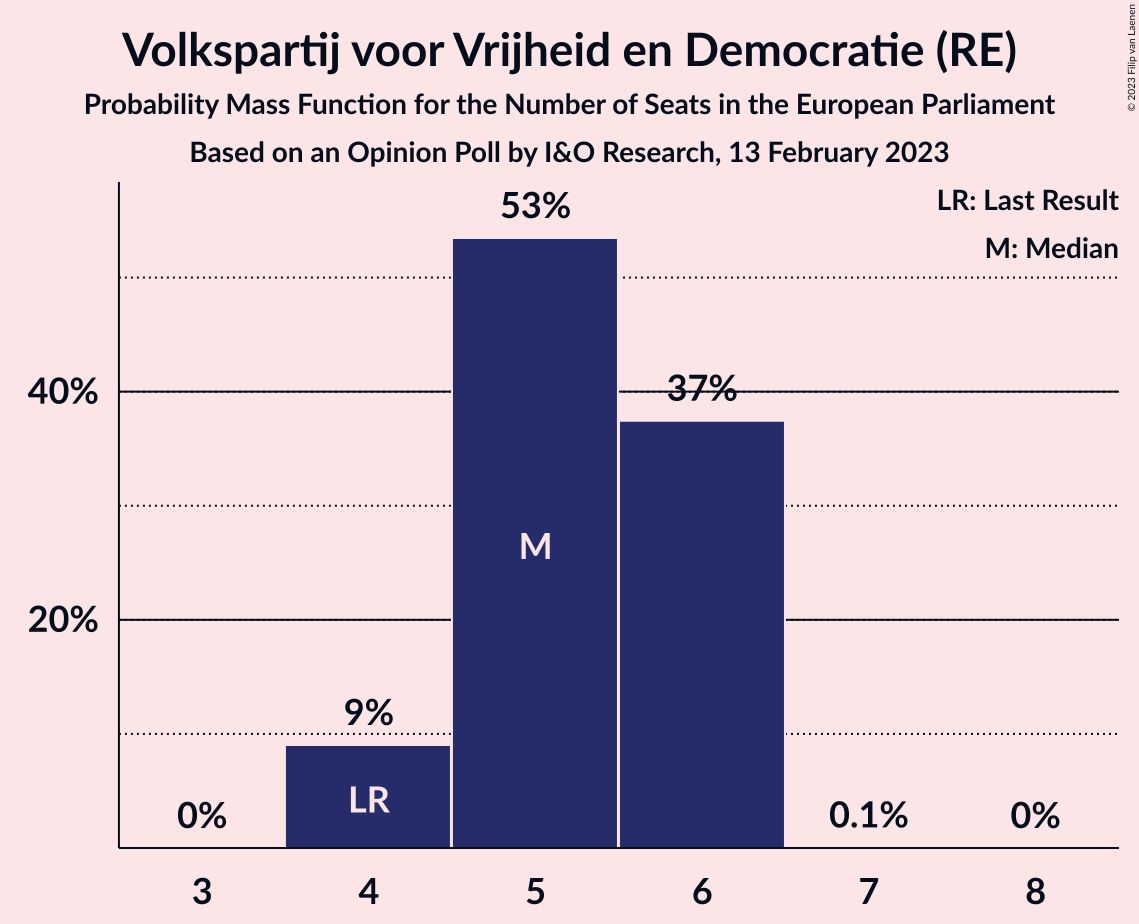 Volkspartij voor Vrijheid en Democratie (RE)
Probability Mass Function for the Number of Seats in the European Parliament
Based on an Opinion Poll by I&O Research, 13 February 2023
© 2023 Filip van Laenen
LR: Last Result
M: Median
53%
40%
37%
M
20%
9%
LR
0%
0.1%
0%
3 4 5 6 7 8